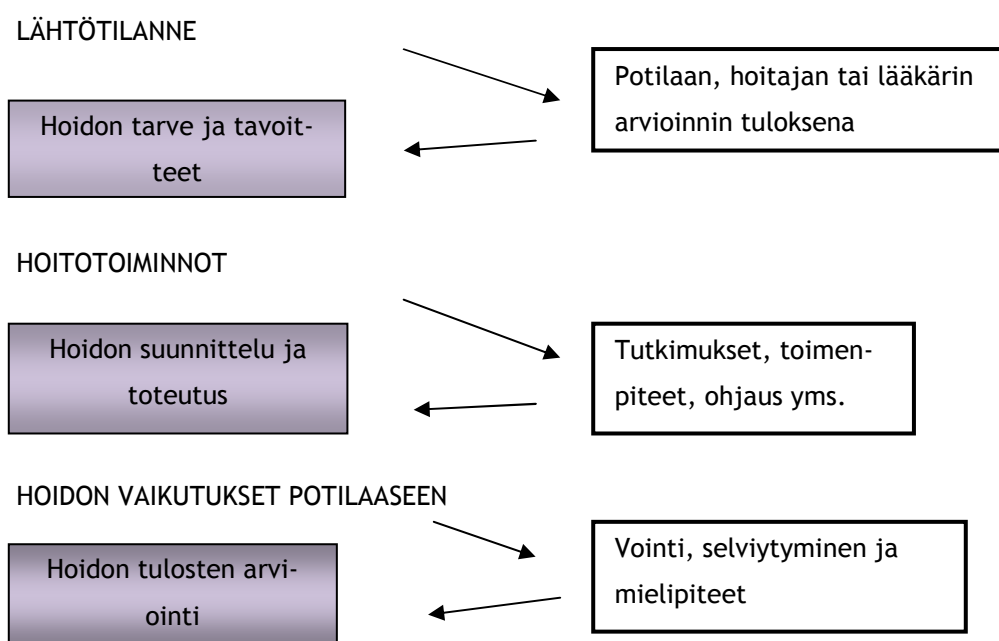 LÄHTÖTILANNE
Hoidon tarve ja tavoit-
teet
Potilaan, hoitajan tai lääkärin
arvioinnin tuloksena
HOITOTOIMINNOT
Hoidon suunnittelu ja
toteutus
Tutkimukset, toimen-
piteet, ohjaus yms.
HOIDON VAIKUTUKSET POTILAASEEN
Hoidon tulosten arvi-
ointi
Vointi, selviytyminen ja
mielipiteet